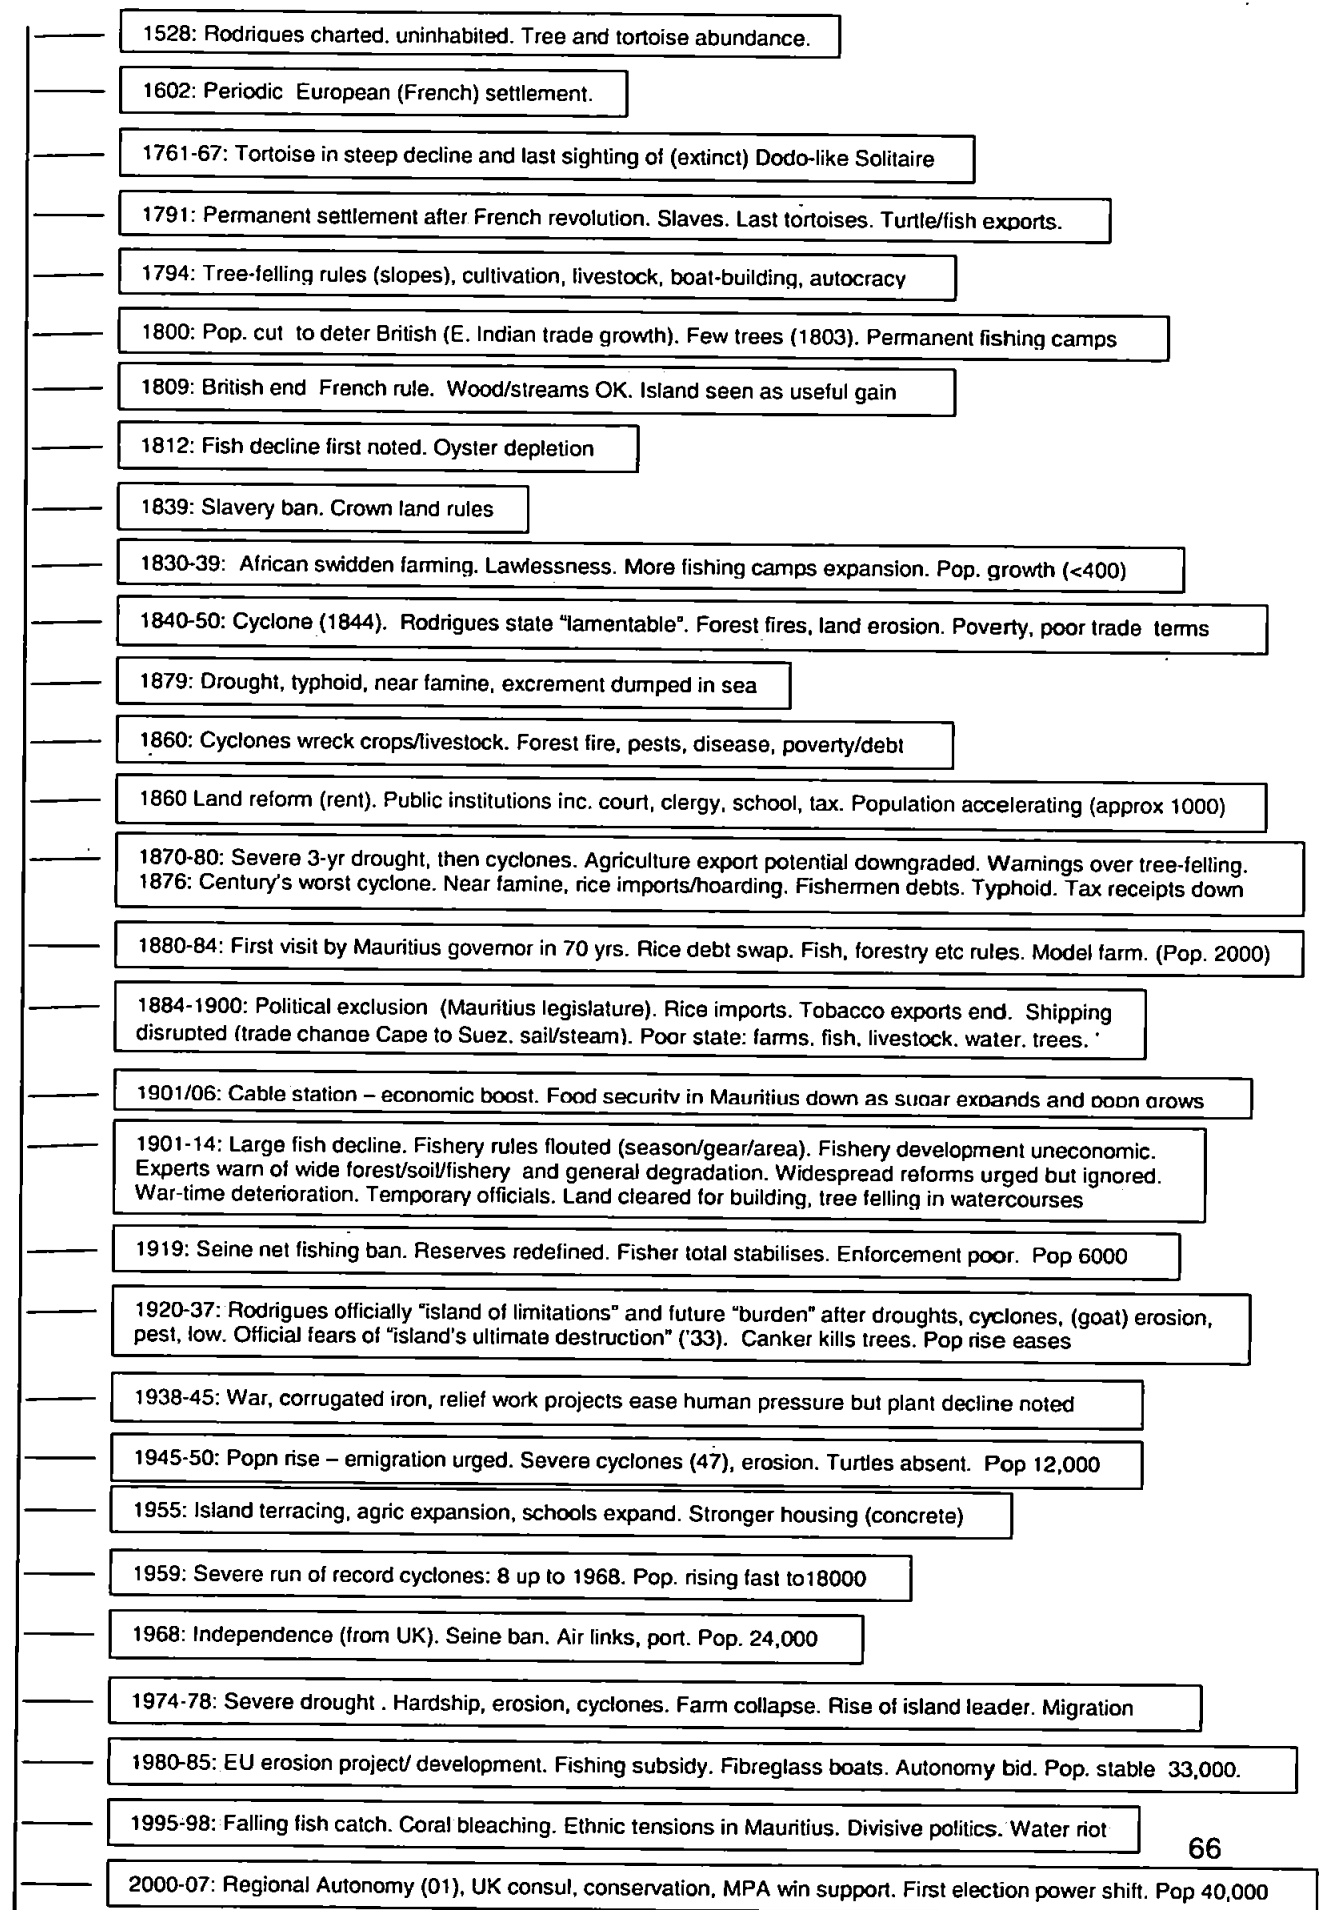 1528: Rodrigues charted. uninhabited. Tree and tortoise abundance.
1602: Periodic European (French) settlement.
1761-67: Tortoise in steep decline and last sighting of (extinct) Dodo-like Solitaire
1791: Permanent settlement after French revolution. Slaves. Last tortoises. Turtle/fish exports.
1794: Tree-felling rules (slopes), cultivation, livestock, boat-building, autocracy
1800: Pop. cut to deter British (E. Indian trade growth). Few trees (1803). Permanent fishing camps
1809: British end French rule. Wood/streams OK. Island seen as useful gain
1812: Fish decline first noted. Oyster depletion
1839: Slavery ban. Crown land rules
1830-39: African swidden farming. Lawlessness. More fishing camps expansion. Pop. growth (<400)
1840-50: Cyclone (1844). Rodrigues state "lamentable". Forest fires, land erosion. Poverty, poor trade terms
1879: Drought, typhoid, near famine, excrement dumped in sea
1860: Cyclones wreck crops/livestock. Forest fire, pests, disease, poverty/debt
1860 Land reform (rent). Public institutions inc. court, clergy, school, tax. Population accelerating (approx 1000)
1870-80: Severe 3-yr drought, then cyclones. Agriculture export potential downgraded. Warnings over tree-felling.
1876: Century's worst cyclone. Near famine, rice imports/hoarding. Fishermen debts. Typhoid. Tax receipts down
1880-84: First visit by Mauritius governor in 70 yrs. Rice debt swap. Fish, forestry etc rules. Model farm. (Pop. 2000)
1884-1900: Political exclusion (Mauritius legislature). Rice imports. Tobacco exports end. Shipping
disrupted (trade change Cape to Suez, sail/steam). Poor state: farms, fish, livestock, water, trees.
1901/06: Cable station – economic boost. Food security in Mauritius down as sugar expands and popn grows
1901-14: Large fish decline. Fishery rules flouted (season/gear/area). Fishery development uneconomic.
Experts warn of wide forest/soil/fishery and general degradation. Widespread reforms urged but ignored.
War-time deterioration. Temporary officials. Land cleared for building, tree felling in watercourses
1919: Seine net fishing ban. Reserves redefined. Fisher total stabilises. Enforcement poor. Pop 6000
1920-37: Rodrigues officially "island of limitations" and future "burden" after droughts, cyclones, (goat) erosion,
pest, low. Official fears of "island's ultimate destruction" ('33). Canker kills trees. Pop rise eases
1938-45: War, corrugated iron, relief work projects ease human pressure but plant decline noted
1945-50: Popn rise – emigration urged. Severe cyclones (47), erosion. Turtles absent. Pop 12,000
1955: Island terracing, agric expansion, schools expand. Stronger housing (concrete)
1959: Severe run of record cyclones: 8 up to 1968. Pop. rising fast to18000
1968: Independence (from UK). Seine ban. Air links, port. Pop. 24,000
1974-78: Severe drought . Hardship, erosion, cyclones. Farm collapse. Rise of island leader. Migration
1980-85: EU erosion project/ development. Fishing subsidy. Fibreglass boats. Autonomy bid. Pop. stable 33,000.
1995-98: Falling fish catch. Coral bleaching. Ethnic tensions in Mauritius. Divisive politics. Water riot
66
2000-07: Regional Autonomy (01), UK consul, conservation, MPA win support. First election power shift. Pop 40,000